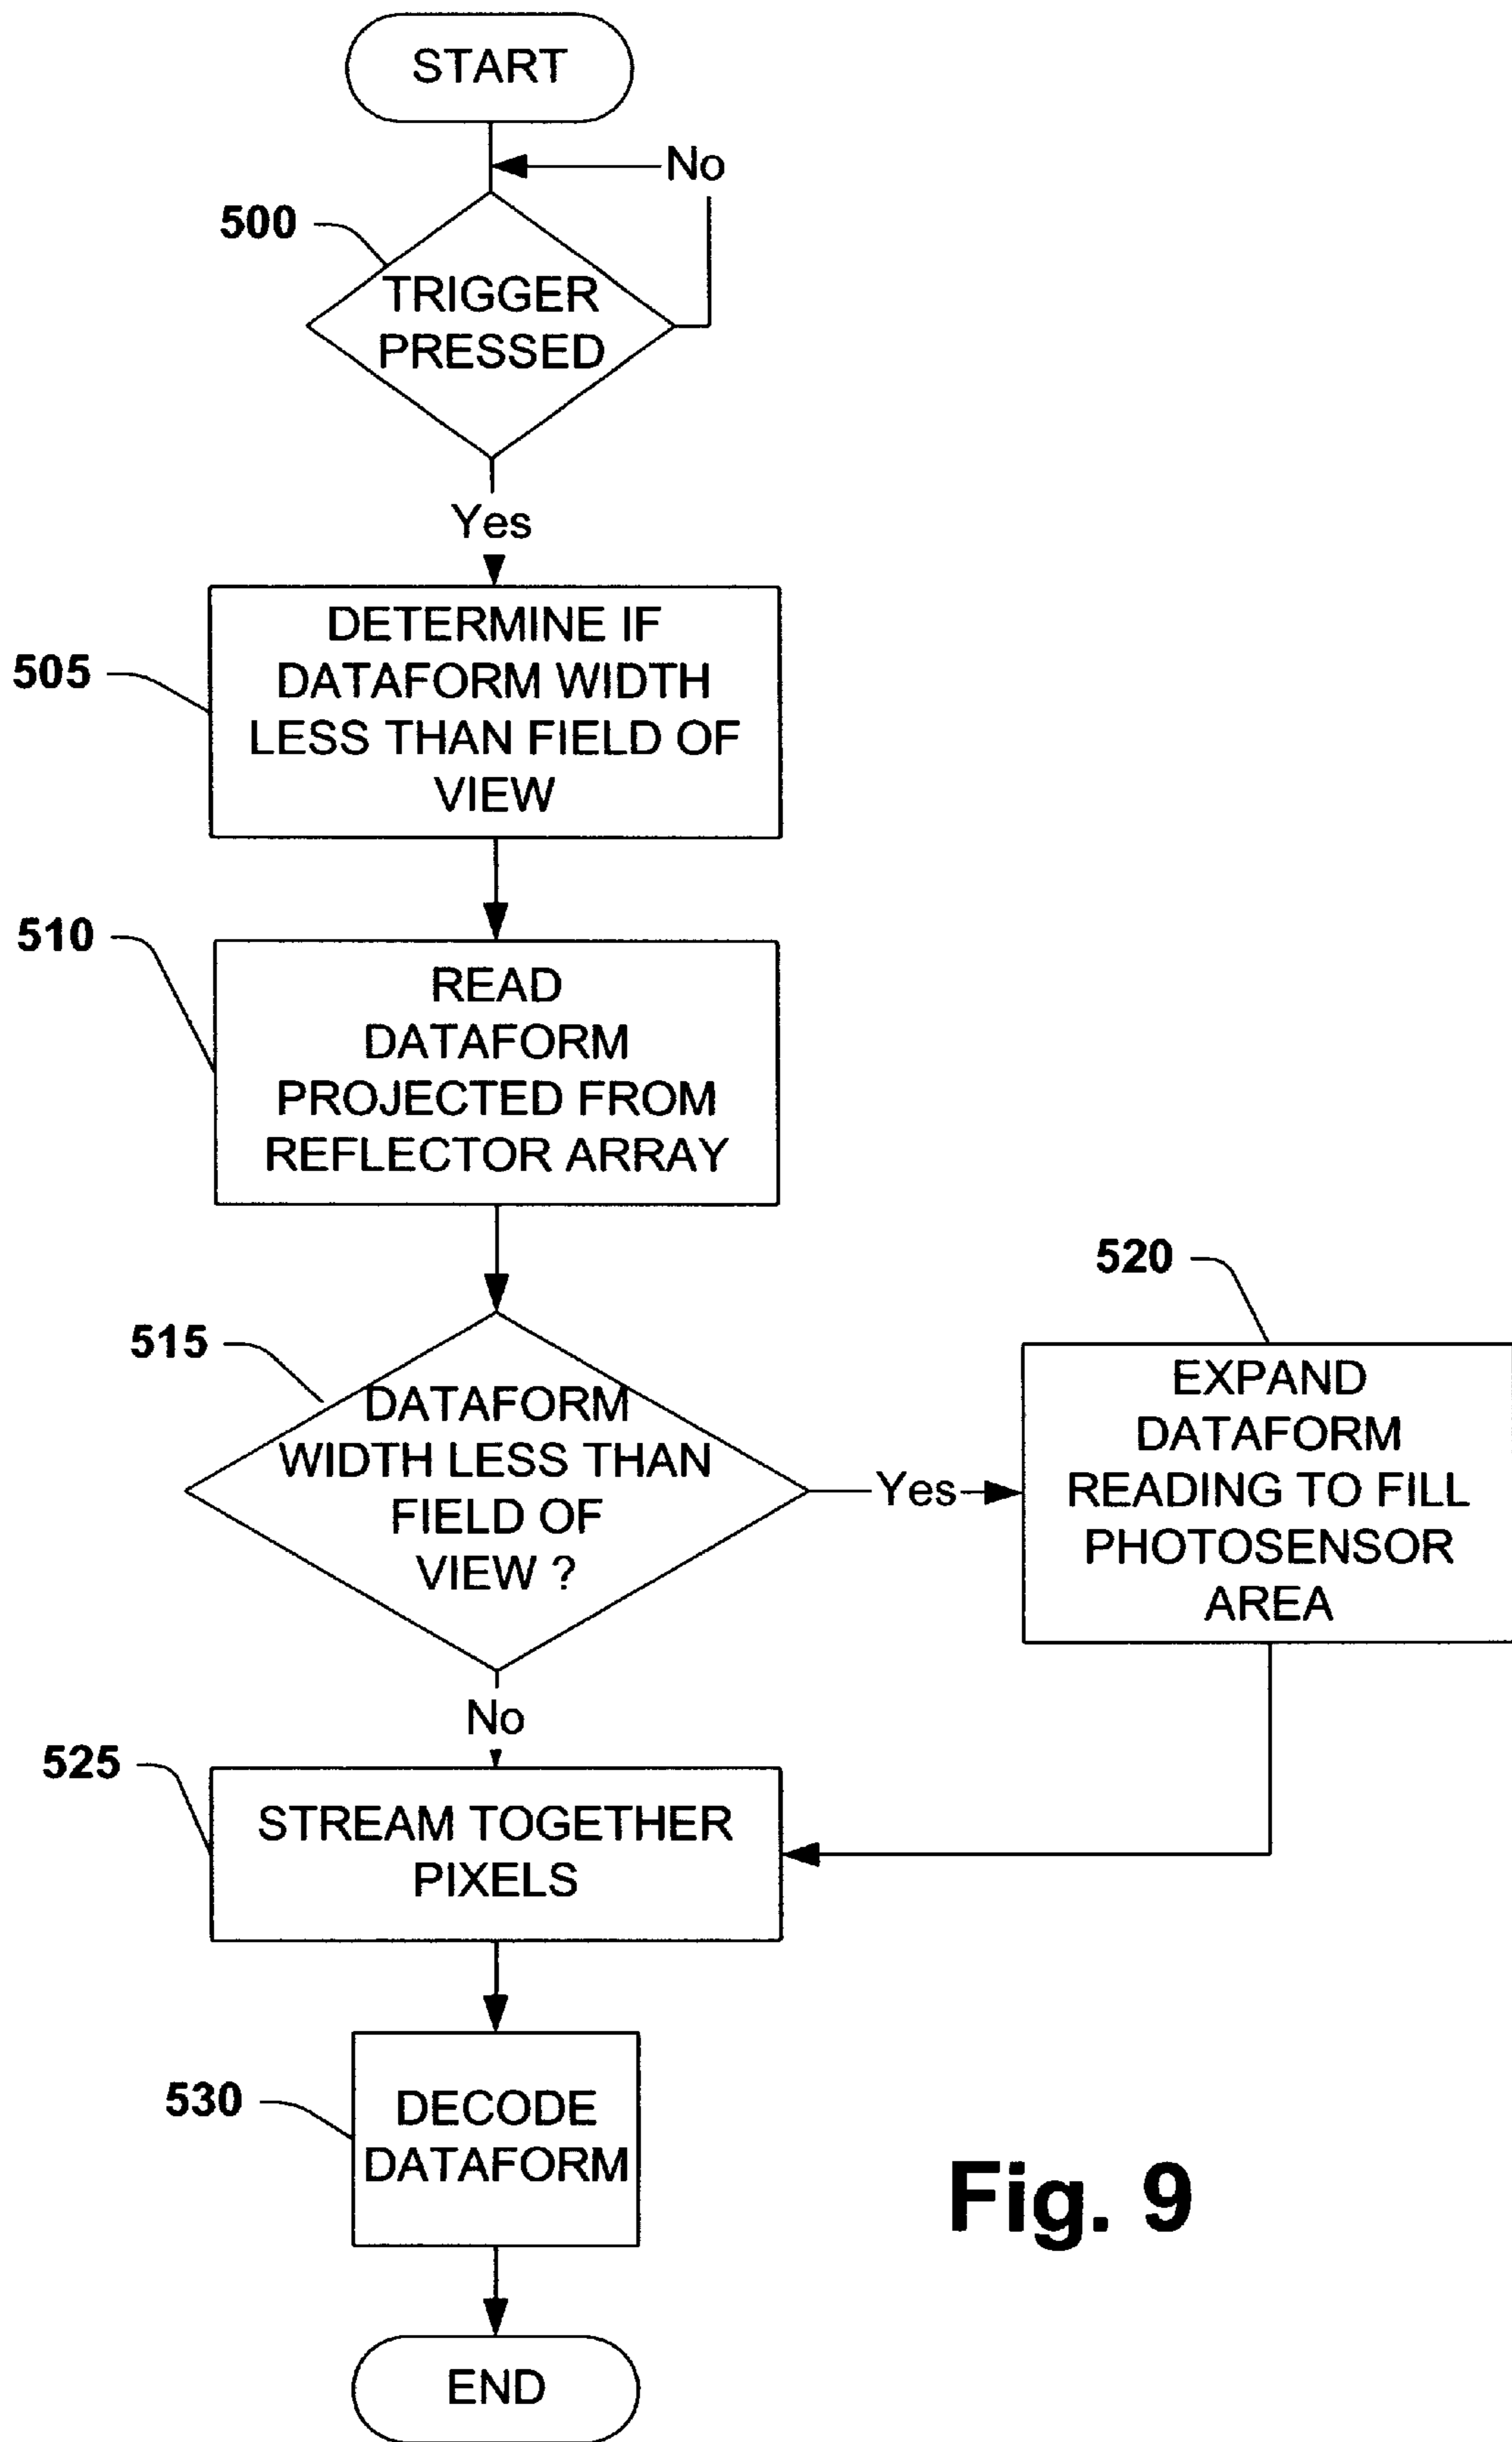 START
No
500
TRIGGER
PRESSED
Yes
505
DETERMINE IF
DATAFORM WIDTH
LESS THAN FIELD OF
VIEW
510
READ
DATAFORM
PROJECTED FROM
REFLECTOR ARRAY
515
DATAFORM
WIDTH LESS THAN
FIELD OF
VIEW ?
Yes
520
EXPAND
DATAFORM
READING TO FILL
PHOTOSENSOR
AREA
No
525
STREAM TOGETHER
PIXELS
530
DECODE
DATAFORM
END
Fig. 9